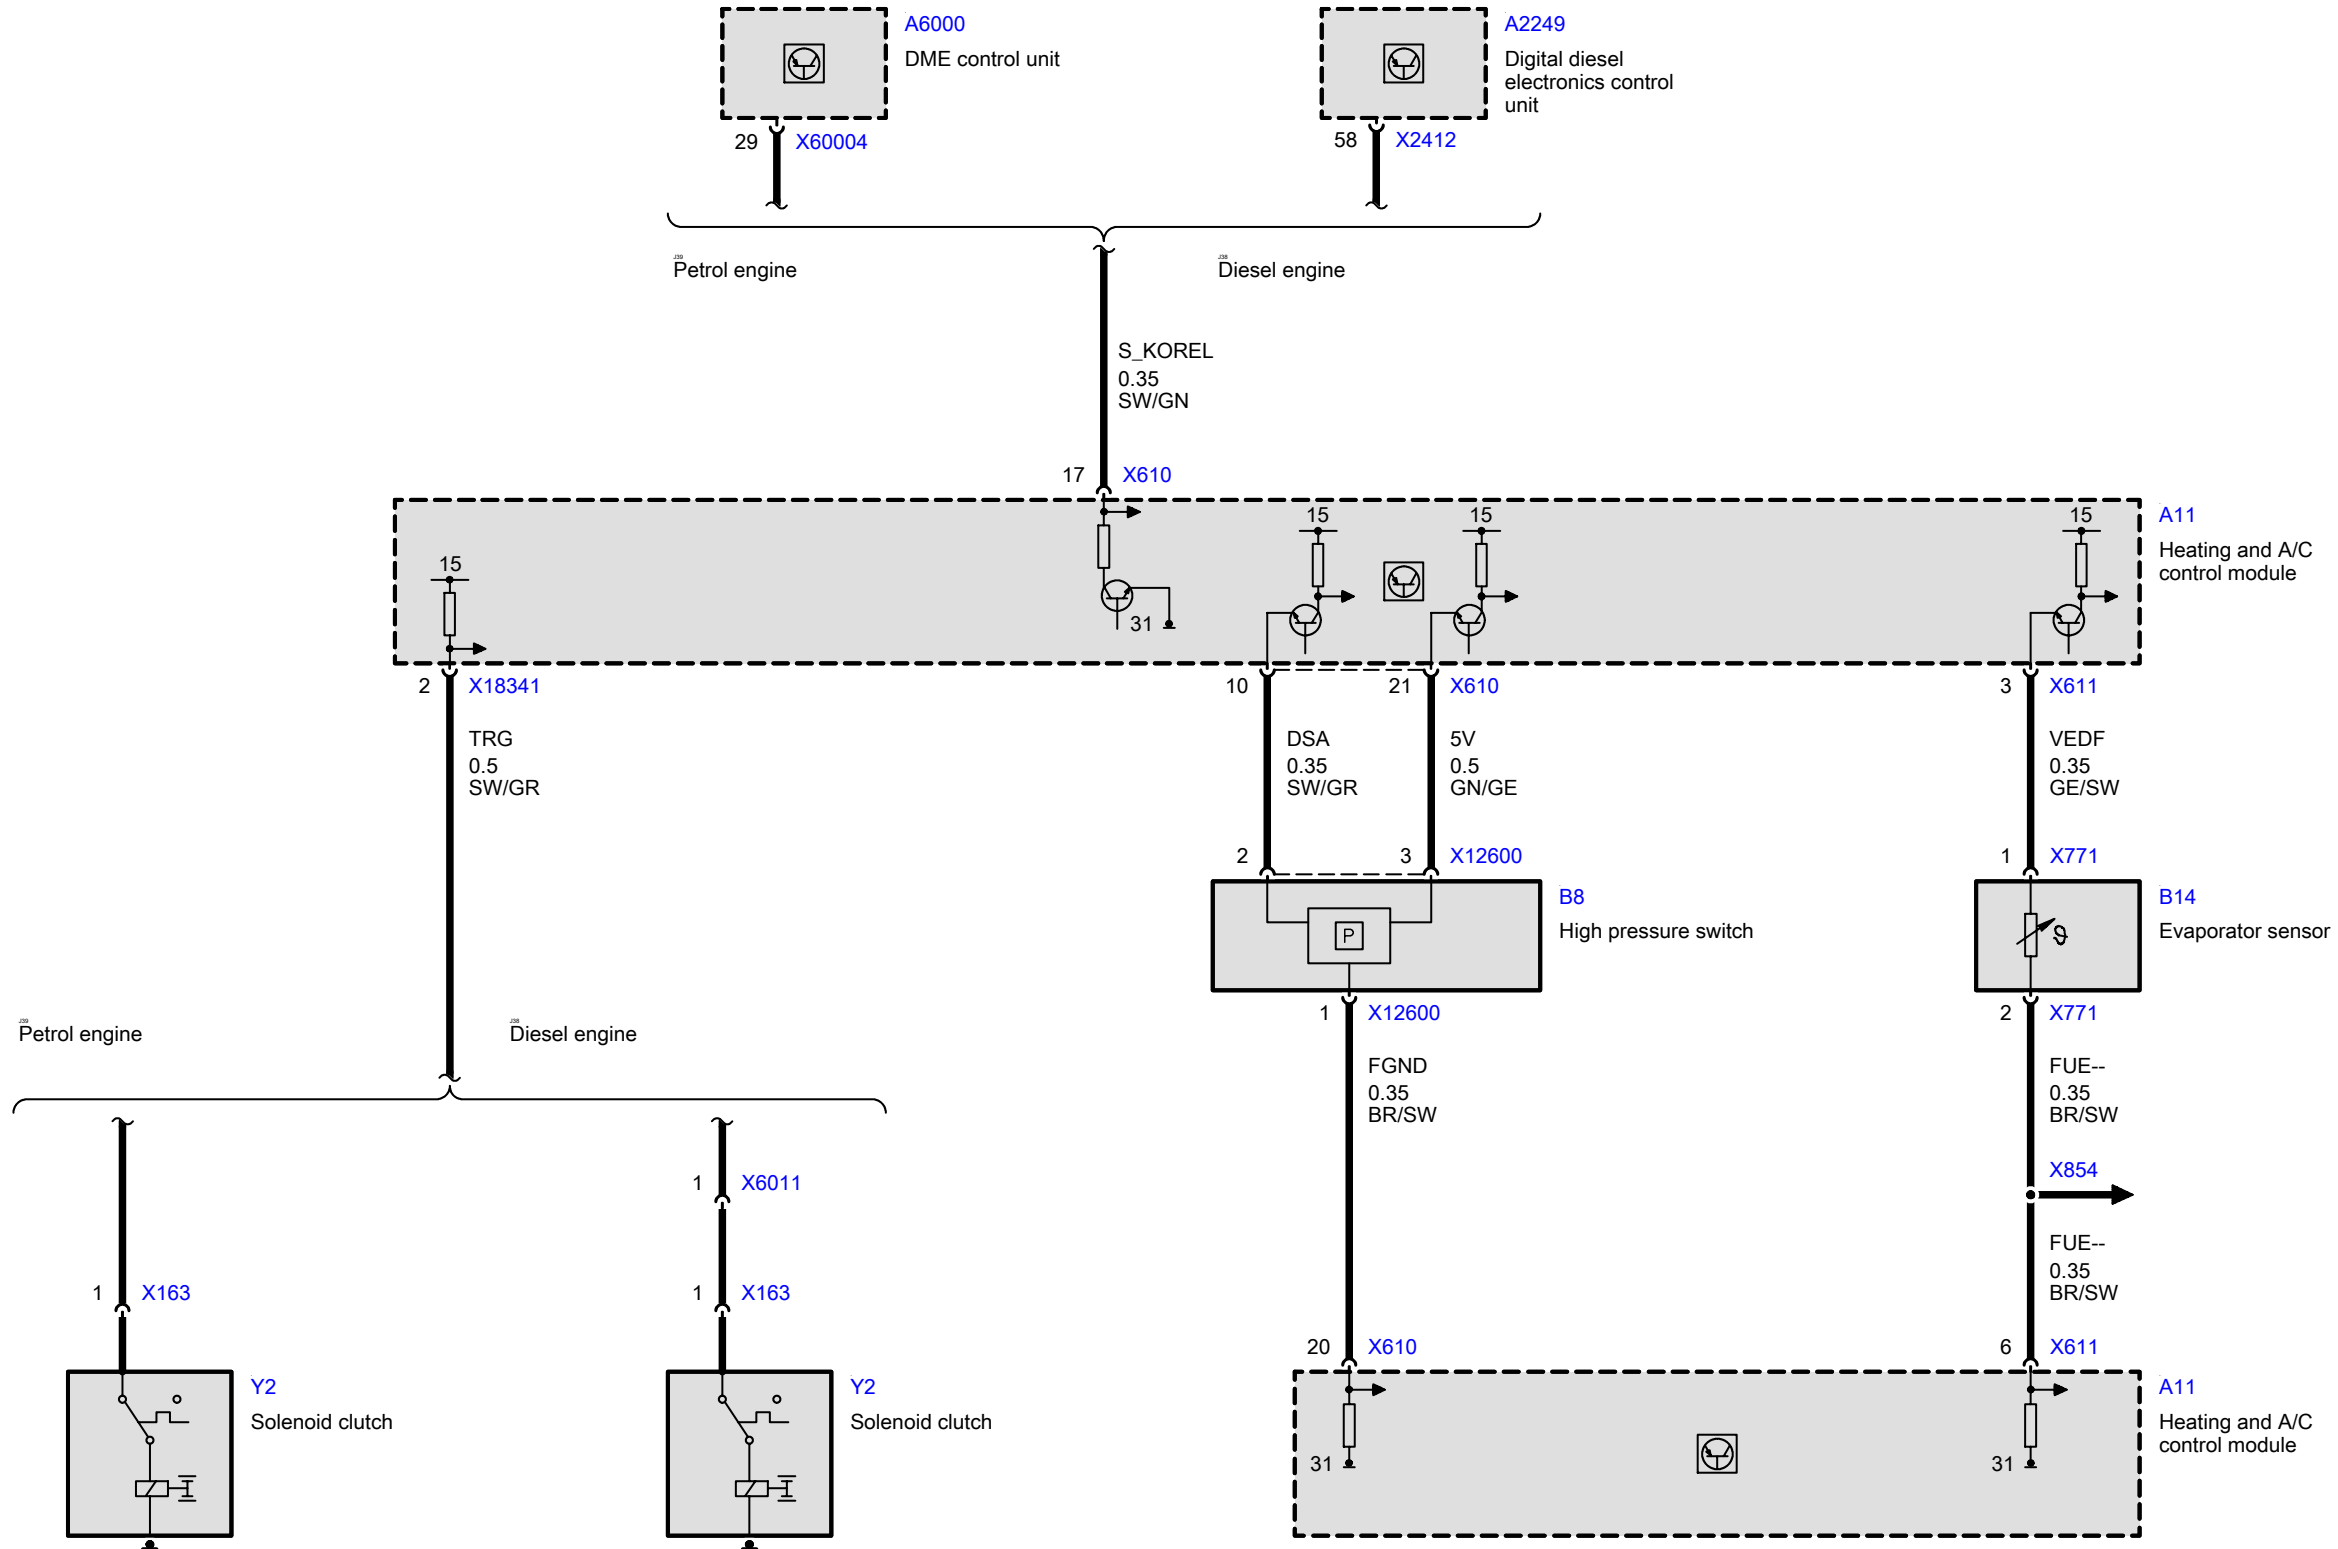 A6000
DME control unit
A2249
Digital diesel
electronics control
unit
29 X60004
58 X2412
J39
Petrol engine
J38
Diesel engine
S_KOREL
0.35
SW/GN
17 X610
A11
Heating and A/C
control module
15
31
15
15
15
2 X18341
10
21 X610
3 X611
TRG
0.5
SW/GR
DSA
0.35
SW/GR
5V
0.5
GN/GE
VEDF
0.35
GE/SW
2
3 X12600
1 X771
B8
High pressure switch
P
B14
Evaporator sensor
ϑ
1 X12600
2 X771
J39
Petrol engine
J38
Diesel engine
FGND
0.35
BR/SW
FUE--
0.35
BR/SW
X854
1 X6011
FUE--
0.35
BR/SW
1 X163
1 X163
20 X610
6 X611
Y2
Solenoid clutch
Y2
Solenoid clutch
A11
Heating and A/C
control module
31
31